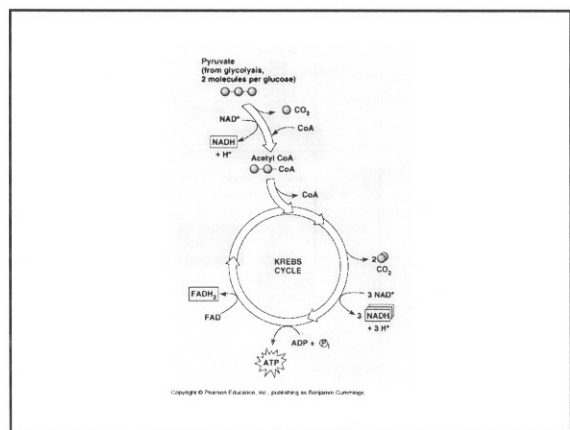 Pyruvate
(from glycolysis,
2 molecules per glucose)
CO₂
NAD⁺
CoA
NADH
+ H⁺
Acetyl CoA
CoA
CoA
KREBS
CYCLE
2
CO₂
FADH₂
3 NAD⁺
FAD
3 NADH
+ 3 H⁺
ADP + Pᵢ
ATP
Copyright © Pearson Education, Inc., publishing as Benjamin Cummings.